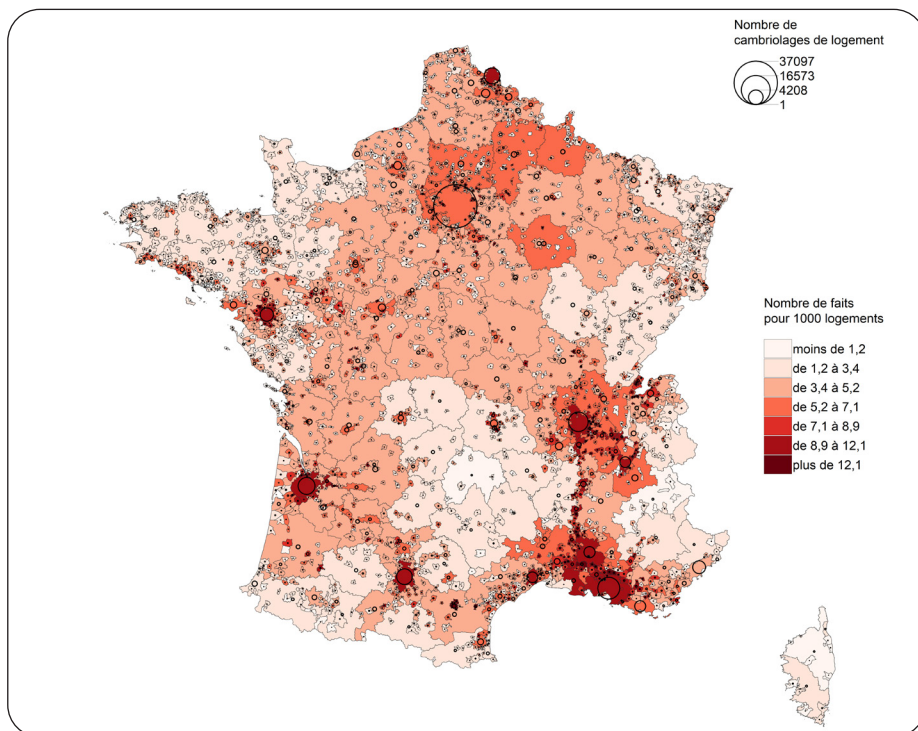 Nombre de
cambriolages de logement
37097
16573
4208
1
Nombre de faits
pour 1000 logements
moins de 1,2
de 1,2 à 3,4
de 3,4 à 5,2
de 5,2 à 7,1
de 7,1 à 8,9
de 8,9 à 12,1
plus de 12,1